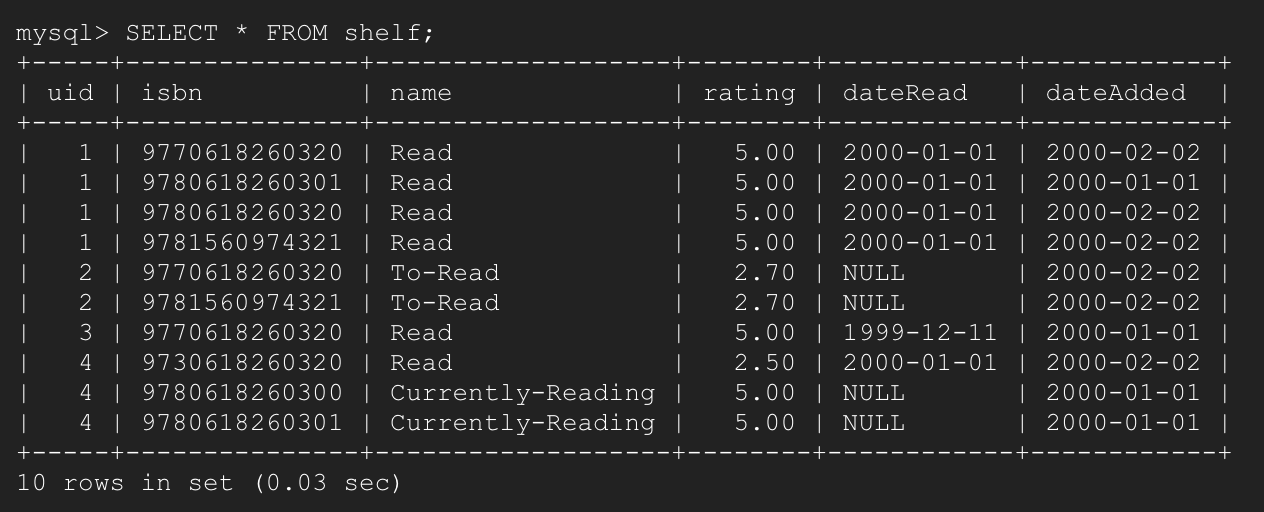 mysql> SELECT * FROM shelf;
+-----+---------------+-------------------+--------+------------+------------+
| uid | isbn          | name              | rating | dateRead   | dateAdded  |
+-----+---------------+-------------------+--------+------------+------------+
|   1 | 9770618260320 | Read              |   5.00 | 2000-01-01 | 2000-02-02 |
|   1 | 9780618260301 | Read              |   5.00 | 2000-01-01 | 2000-01-01 |
|   1 | 9780618260320 | Read              |   5.00 | 2000-01-01 | 2000-02-02 |
|   1 | 9781560974321 | Read              |   5.00 | 2000-01-01 | 2000-02-02 |
|   2 | 9770618260320 | To-Read           |   2.70 | NULL       | 2000-02-02 |
|   2 | 9781560974321 | To-Read           |   2.70 | NULL       | 2000-02-02 |
|   3 | 9770618260320 | Read              |   5.00 | 1999-12-11 | 2000-01-01 |
|   4 | 9730618260320 | Read              |   2.50 | 2000-01-01 | 2000-02-02 |
|   4 | 9780618260300 | Currently-Reading |   5.00 | NULL       | 2000-01-01 |
|   4 | 9780618260301 | Currently-Reading |   5.00 | NULL       | 2000-01-01 |
+-----+---------------+-------------------+--------+------------+------------+
10 rows in set (0.03 sec)